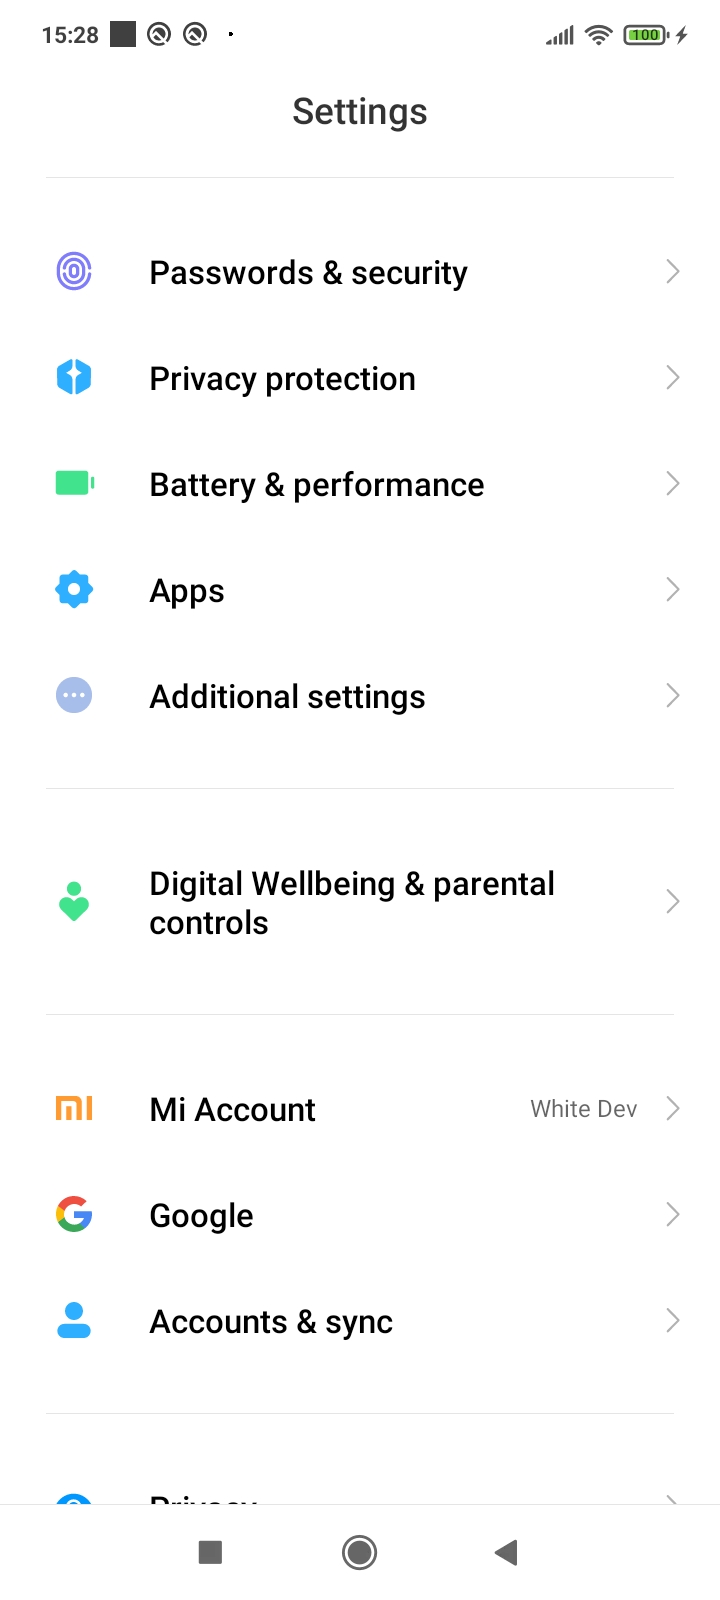 15:28
100
Settings
Passwords & security
Privacy protection
Battery & performance
Apps
Additional settings
Digital Wellbeing & parental
controls
Mi Account
White Dev
Google
Accounts & sync
Privacy